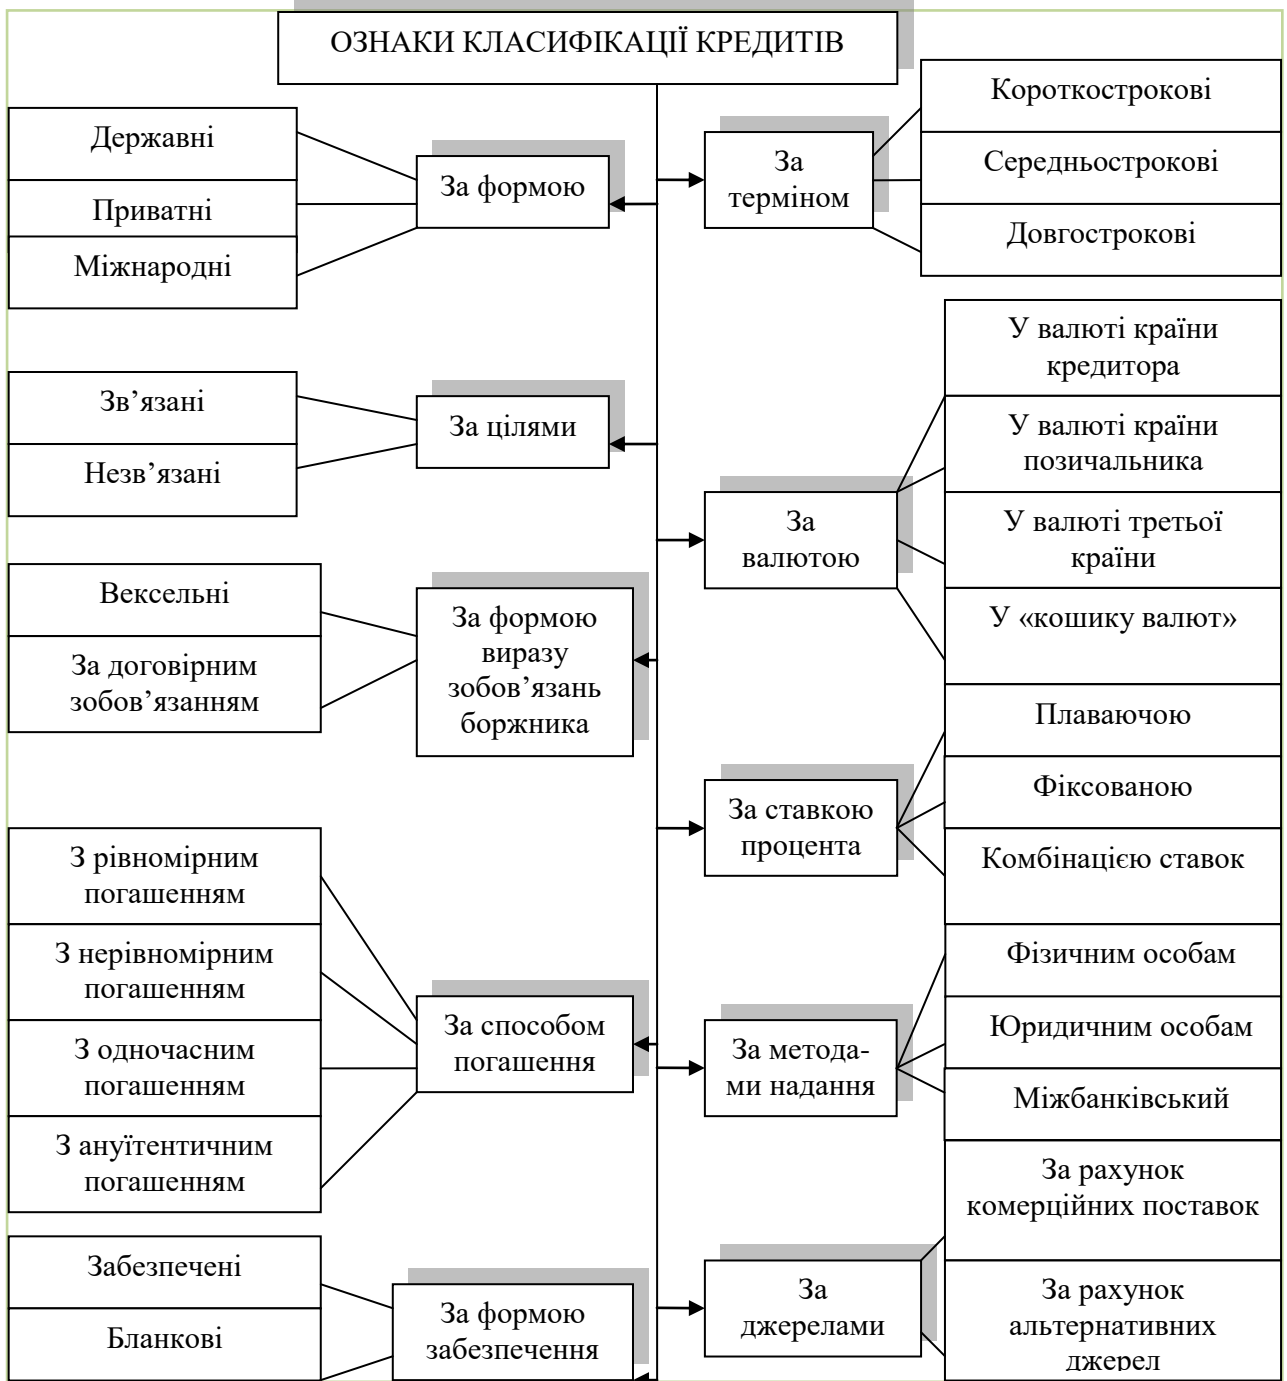 ОЗНАКИ КЛАСИФІКАЦІЇ КРЕДИТІВ
Державні
Приватні
Міжнародні
За формою
Зв’язані
Незв’язані
За цілями
Вексельні
За договірним
зобов’язанням
За формою
виразу
зобов’язань
боржника
З рівномірним
погашенням
З нерівномірним
погашенням
З одночасним
погашенням
З ануїтентичним
погашенням
За способом
погашення
Забезпечені
Бланкові
За формою
забезпечення
За
терміном
Короткострокові
Середньострокові
Довгострокові
За
валютою
У валюті країни
кредитора
У валюті країни
позичальника
У валюті третьої
країни
У «кошику валют»
За ставкою
процента
Плаваючою
Фіксованою
Комбінацією ставок
За метода-
ми надання
Фізичним особам
Юридичним особам
Міжбанківський
За
джерелами
За рахунок
комерційних поставок
За рахунок
альтернативних
джерел